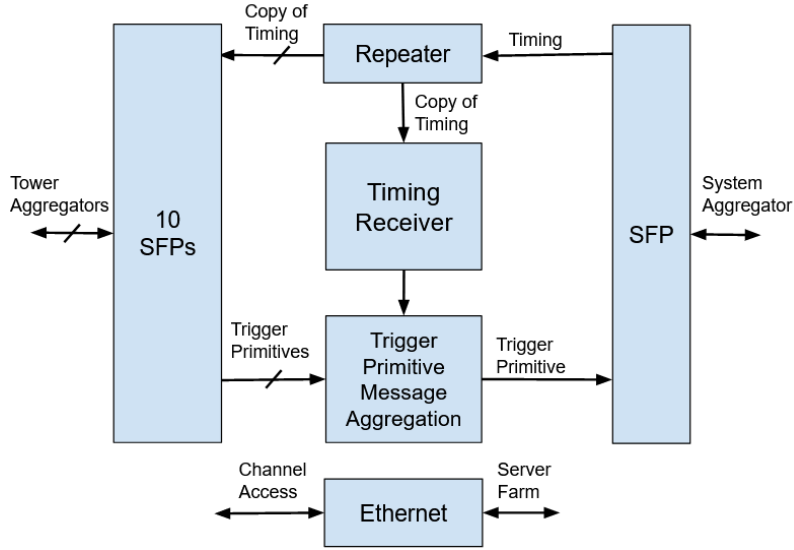 Copy of
Timing
Repeater
Timing
Copy of
Timing
Tower
Aggregators
10
SFPs
Timing
Receiver
SFP
System
Aggregator
Trigger
Primitives
Trigger
Primitive
Message
Aggregation
Trigger
Primitive
Channel
Access
Ethernet
Server
Farm